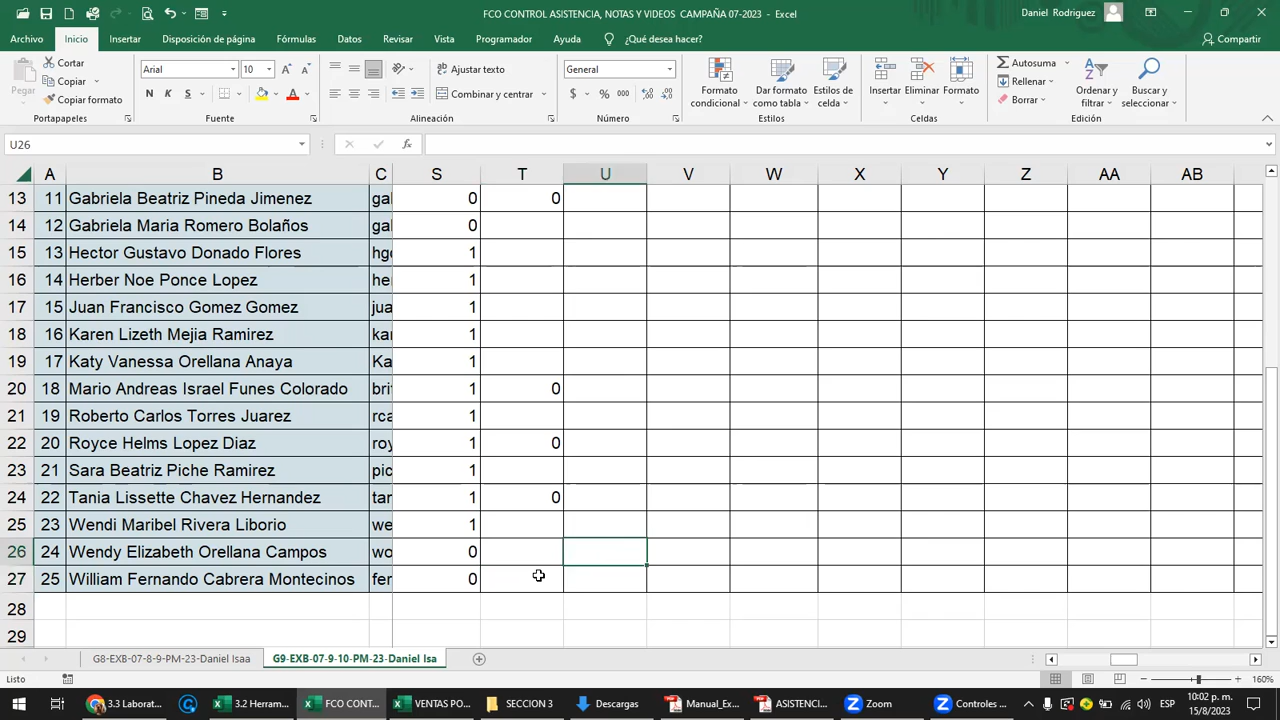 FCO CONTROL ASISTENCIA, NOTAS Y VIDEOS CAMPAÑA 07-2023 - Excel
Daniel Rodriguez
Archivo Inicio Insertar Disposición de página Fórmulas Datos Revisar Vista Programador Ayuda ¿Qué desea hacer? Compartir
Pegar
Cortar
Copiar
Copiar formato
Portapapeles
Arial 10
N K S
Fuente
Ajustar texto
Combinar y centrar
Alineación
General
$ % 000
Número
Formato condicional
Dar formato como tabla
Estilos de celda
Estilos
Insertar Eliminar Formato
Celdas
Autosuma
Rellenar
Borrar
Ordenar y filtrar
Buscar y seleccionar
Edición
U26 fx
A B C S T U V W X Y Z AA AB
13 11 Gabriela Beatriz Pineda Jimenez gal 0 0
14 12 Gabriela Maria Romero Bolaños gal 0
15 13 Hector Gustavo Donado Flores hgc 1
16 14 Herber Noe Ponce Lopez hei 1
17 15 Juan Francisco Gomez Gomez jua 1
18 16 Karen Lizeth Mejia Ramirez kar 1
19 17 Katy Vanessa Orellana Anaya Ka 1
20 18 Mario Andreas Israel Funes Colorado bri 1 0
21 19 Roberto Carlos Torres Juarez rca 1
22 20 Royce Helms Lopez Diaz roy 1 0
23 21 Sara Beatriz Piche Ramirez pic 1
24 22 Tania Lissette Chavez Hernandez tar 1 0
25 23 Wendi Maribel Rivera Liborio we 1
26 24 Wendy Elizabeth Orellana Campos wo 0
27 25 William Fernando Cabrera Montecinos fer 0
28
29
G8-EXB-07-8-9-PM-23-Daniel Isaa G9-EXB-07-9-10-PM-23-Daniel Isa
Listo 160%
3.3 Laborat... 3.2 Herram... FCO CONT... VENTAS PO... SECCION 3 Descargas Manual_Ex... ASISTENCI... Zoom Controles ... ESP 10:02 p. m.
15/8/2023